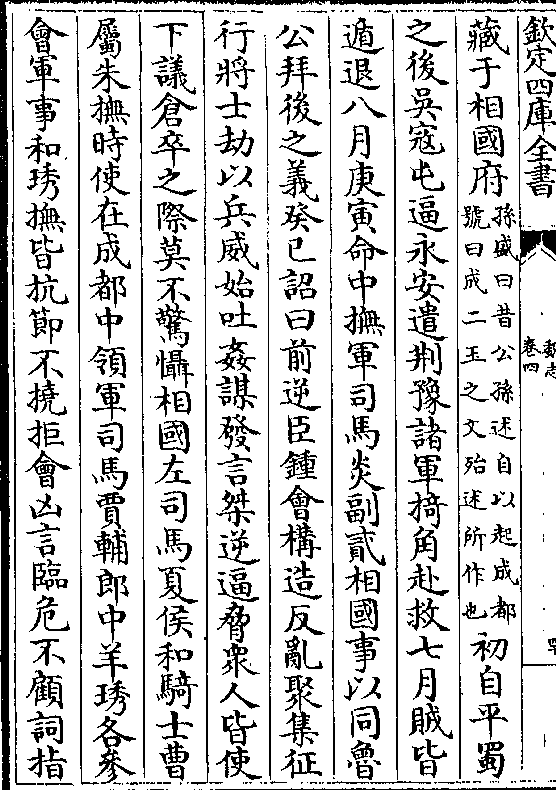 欽定四庫全書
卷四
藏于相國府孫盛曰昔公孫述自以起成都號曰成二玉之文殆述所作也初自平蜀
之後吳寇屯逼永安遣荆豫諸軍掎角赴救七月賊皆
遁退八月庚寅命中撫軍司馬炎副貳相國事以同魯
公拜後之義癸巳詔曰前逆臣鍾會構造反亂聚集征
行將士劫以兵威始吐姦謀發言桀逆逼脅衆人皆使
下議倉卒之際莫不驚懾相國左司馬夏侯和騎士曹
屬朱撫時使在成都中領軍司馬賈輔郎中羊琇各參
會軍事和琇撫皆抗節不撓拒會凶言臨危不顧詞指